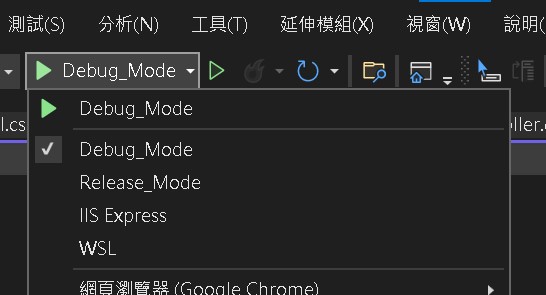 測試(S) 分析(N) 工具(T) 延伸模組(X) 視窗(W) 說明(
Debug_Mode
l.cs
oller.
Debug_Mode
Debug_Mode
Release_Mode
IIS Express
WSL
網頁瀏覽器 (Google Chrome)